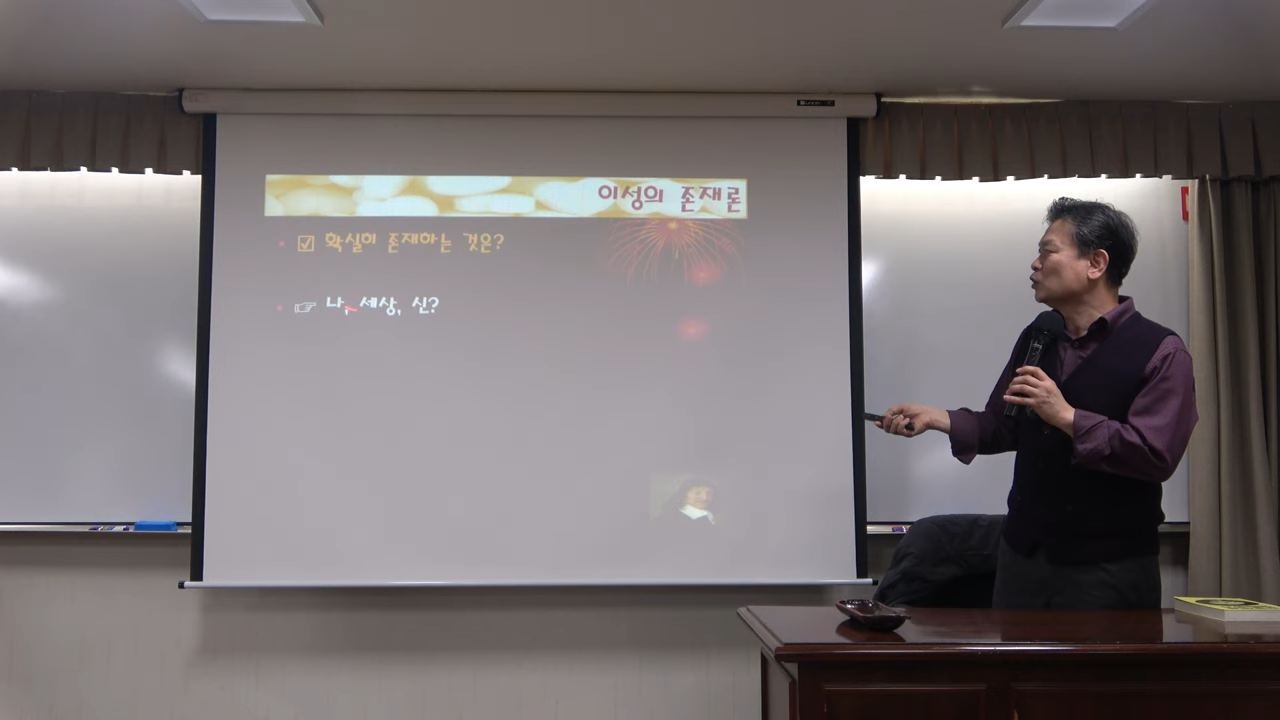 이성의 존재론
☑ 확실히 존재하는 것은?
☞ 나, 세상, 신?